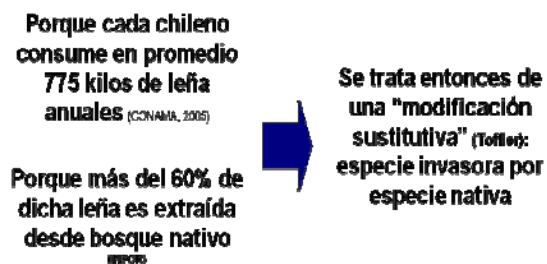 Porque cada chileno
consume en promedio
775 kilos de leña
anuales (CONAMA, 2005)
Porque más del 60% de
dicha leña es extraída
desde bosque nativo
Se trata entonces de
una "modificación
sustitutiva" (Toffler):
especie invasora por
especie nativa